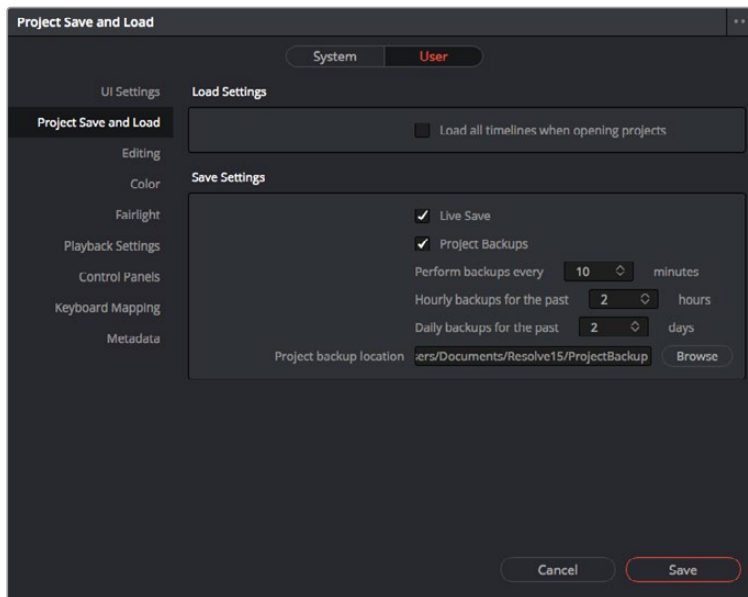 Project Save and Load
System User
UI Settings
Project Save and Load
Editing
Color
Fairlight
Playback Settings
Control Panels
Keyboard Mapping
Metadata
Load Settings
Load all timelines when opening projects
Save Settings
Live Save
Project Backups
Perform backups every 10 minutes
Hourly backups for the past 2 hours
Daily backups for the past 2 days
Project backup location ers/Documents/Resolve15/ProjectBackup Browse
Cancel Save